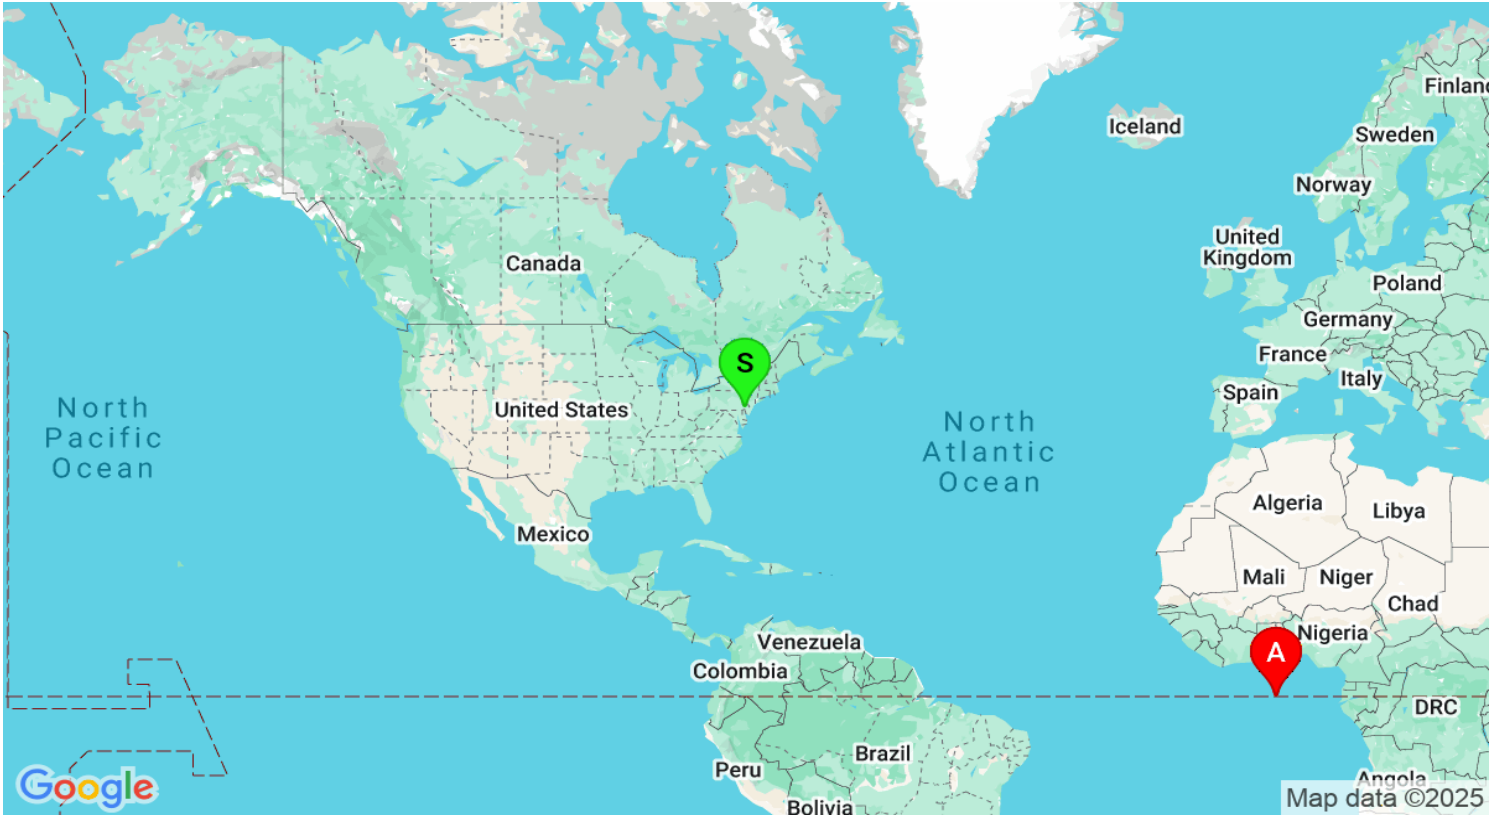 Finland
Iceland
Sweden
Norway
United
Kingdom
Canada
Poland
Germany
France
Italy
Spain
S
United States
North
Pacific
Ocean
North
Atlantic
Ocean
Algeria
Libya
Mexico
Mali
Niger
Chad
Nigeria
Venezuela
Colombia
A
DRC
Brazil
Peru
Angola
Bolivia
Google
Map data ©2025